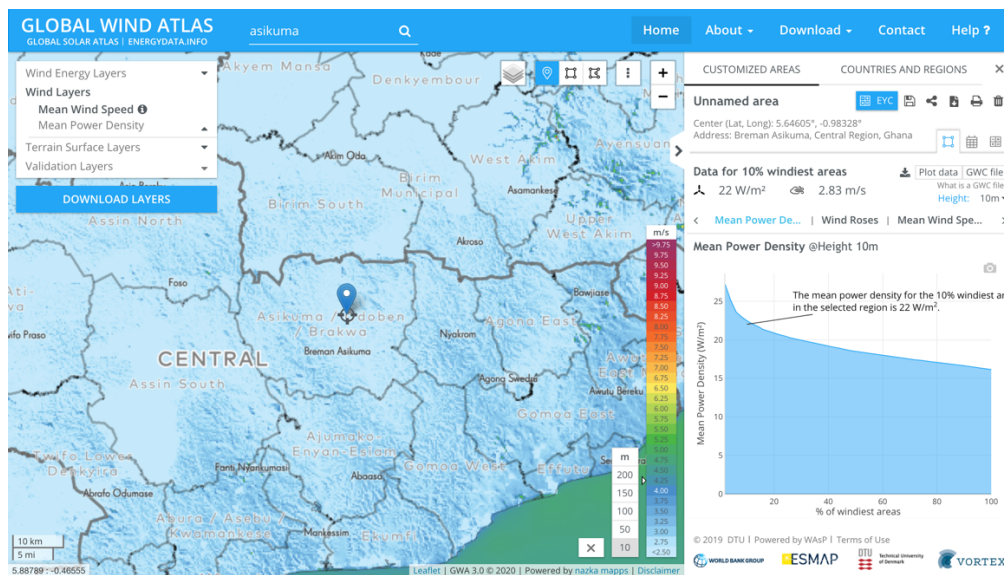 GLOBAL WIND ATLAS
GLOBAL SOLAR ATLAS | ENERGYDATA.INFO
asikuma
Home
About
Download
Contact
Help ?
Wind Energy Layers
Wind Layers
Mean Wind Speed
Mean Power Density
Terrain Surface Layers
Validation Layers
DOWNLOAD LAYERS
Akyem Mansa
Kade
Denkyembour
Akim Oda
West Akim
Ayensuan
Birim
Municipal
Birim South
Asamankese
Assin North
Upper
West Akim
Akroso
Foso
Ati-
Twifo Praso
Bawjiase
Breman Asikuma
/ Brakwa
Nyakrom
Agona East
CENTRAL
Assin South
Agona Swedru
Awutu Bereku
Gomoa East
Twifo Lower
Denkyira
Ajumako
Enyan Esiam
Fanti Nyankumasi
Gomoa West
Effutu
Abaasa
Abrafo Odumase
Abura / Asebu /
Kwamankese
Mankessim
Ekumfi
m/s
>9.75
9.75
9.50
9.25
9.00
8.75
8.50
8.25
8.00
7.75
7.50
7.25
7.00
6.75
6.50
6.25
6.00
5.75
5.50
5.25
5.00
4.75
4.50
4.25
4.00
3.75
3.50
3.25
3.00
2.75
<2.50
m
200
150
100
50
10
10 km
5 mi
5.88789 : -0.46555
Leaflet | GWA 3.0 © 2020 | Powered by nazka mapps | Disclaimer
CUSTOMIZED AREAS
COUNTRIES AND REGIONS
Unnamed area
EYC
Center (Lat, Long): 5.64605°, -0.98328°
Address: Breman Asikuma, Central Region, Ghana
Data for 10% windiest areas
Plot data
GWC file
22 W/m²
2.83 m/s
What is a GWC file
Height: 10m
Mean Power De... | Wind Roses | Mean Wind Spe...
Mean Power Density @Height 10m
The mean power density for the 10% windiest ar
in the selected region is 22 W/m².
Mean Power Density (W/m²)
25
20
15
10
5
0
20
40
60
80
100
% of windiest areas
© 2019 DTU | Powered by WAsP | Terms of Use
WORLD BANK GROUP
ESMAP
DTU
Technical University
of Denmark
VORTEX